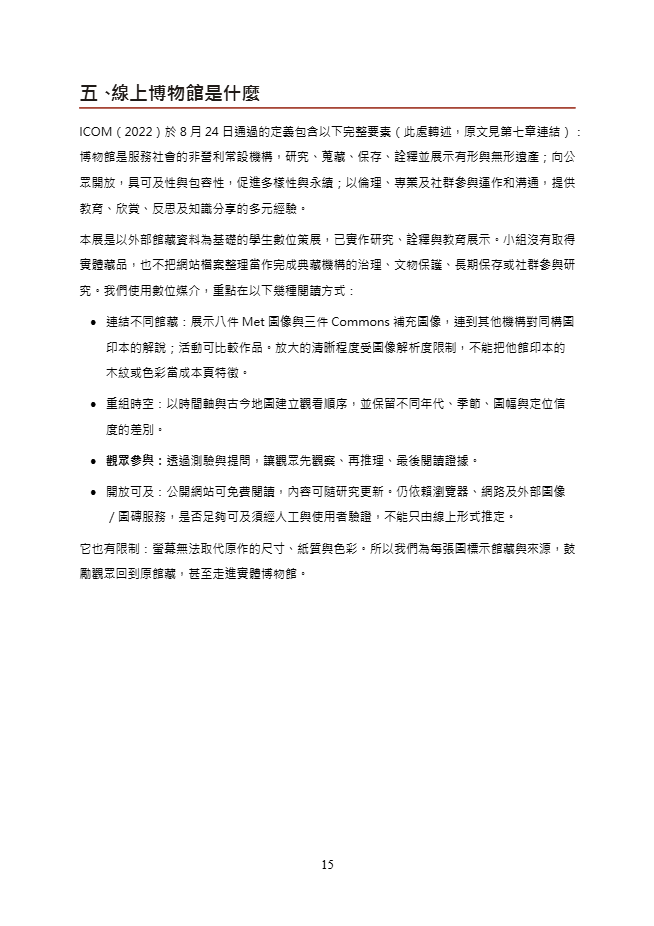 五、線上博物館是什麼
ICOM（2022）於 8 月 24 日通過的定義包含以下完整要素（此處轉述，原文見第七章連結）：
博物館是服務社會的非營利常設機構，研究、蒐藏、保存、詮釋並展示有形與無形遺產；向公
眾開放，具可及性與包容性，促進多樣性與永續；以倫理、專業及社群參與運作和溝通，提供
教育、欣賞、反思及知識分享的多元經驗。
本展是以外部館藏資料為基礎的學生數位策展，已實作研究、詮釋與教育展示。小組沒有取得
實體藏品，也不把網站檔案整理當作完成典藏機構的治理、文物保護、長期保存或社群參與研
究。我們使用數位媒介，重點在以下幾種閱讀方式：
• 連結不同館藏：展示八件 Met 圖像與三件 Commons 補充圖像，連到其他機構對同構圖
印本的解說；活動可比較作品。放大的清晰程度受圖像解析度限制，不能把他館印本的
木紋或色彩當成本頁特徵。
• 重組時空：以時間軸與古今地圖建立觀看順序，並保留不同年代、季節、圖幅與定位信
度的差別。
• 觀眾參與：透過測驗與提問，讓觀眾先觀察、再推理、最後閱讀證據。
• 開放可及：公開網站可免費閱讀，內容可隨研究更新。仍依賴瀏覽器、網路及外部圖像
／圖磚服務，是否足夠可及須經人工與使用者驗證，不能只由線上形式推定。
它也有限制：螢幕無法取代原作的尺寸、紙質與色彩。所以我們為每張圖標示館藏與來源，鼓
勵觀眾回到原館藏，甚至走進實體博物館。
15